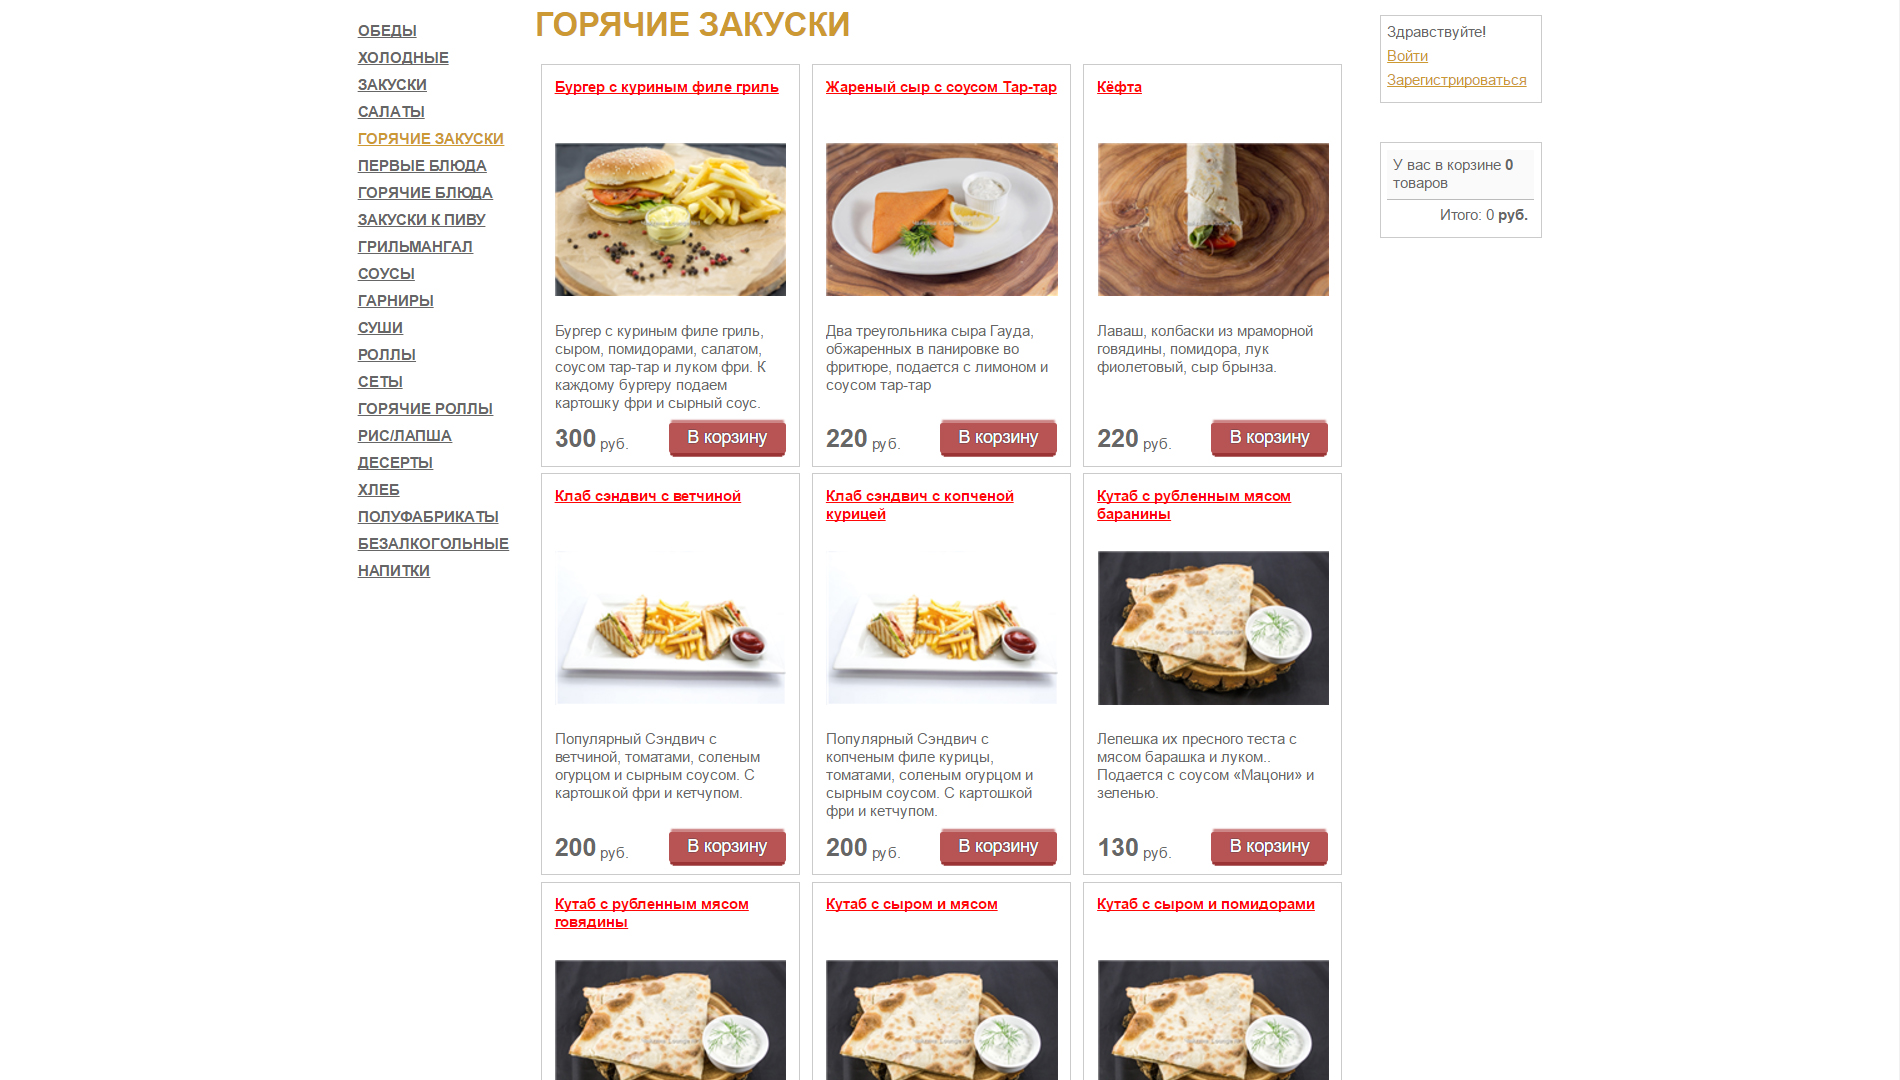 ОБЕДЫ
ХОЛОДНЫЕ
ЗАКУСКИ
САЛАТЫ
ГОРЯЧИЕ ЗАКУСКИ
ПЕРВЫЕ БЛЮДА
ГОРЯЧИЕ БЛЮДА
ЗАКУСКИ К ПИВУ
ГРИЛЬМАНГАЛ
СОУСЫ
ГАРНИРЫ
СУШИ
РОЛЛЫ
СЕТЫ
ГОРЯЧИЕ РОЛЛЫ
РИС/ЛАПША
ДЕСЕРТЫ
ХЛЕБ
ПОЛУФАБРИКАТЫ
БЕЗАЛКОГОЛЬНЫЕ
НАПИТКИ
ГОРЯЧИЕ ЗАКУСКИ
Бургер с куриным филе гриль
Бургер с куриным филе гриль,
сыром, помидорами, салатом,
соусом тар-тар и луком фри. К
каждому бургеру подаем
картошку фри и сырный соус.
300 руб.
В корзину
Жареный сыр с соусом Тар-тар
Два треугольника сыра Гауда,
обжаренных в панировке во
фритюре, подается с лимоном и
соусом тар-тар
220 руб.
В корзину
Кёфта
Лаваш, колбаски из мраморной
говядины, помидора, лук
фиолетовый, сыр брынза.
220 руб.
В корзину
Клаб сэндвич с ветчиной
Популярный Сэндвич с
ветчиной, томатами, соленым
огурцом и сырным соусом. С
картошкой фри и кетчупом.
200 руб.
В корзину
Клаб сэндвич с копченой
курицей
Популярный Сэндвич с
копченым филе курицы,
томатами, соленым огурцом и
сырным соусом. С картошкой
фри и кетчупом.
200 руб.
В корзину
Кутаб с рубленным мясом
баранины
Лепешка их пресного теста с
мясом барашка и луком..
Подается с соусом «Мацони» и
зеленью.
130 руб.
В корзину
Кутаб с рубленным мясом
говядины
Кутаб с сыром и мясом
Кутаб с сыром и помидорами
Здравствуйте!
Войти
Зарегистрироваться
У вас в корзине 0
товаров
Итого: 0 руб.